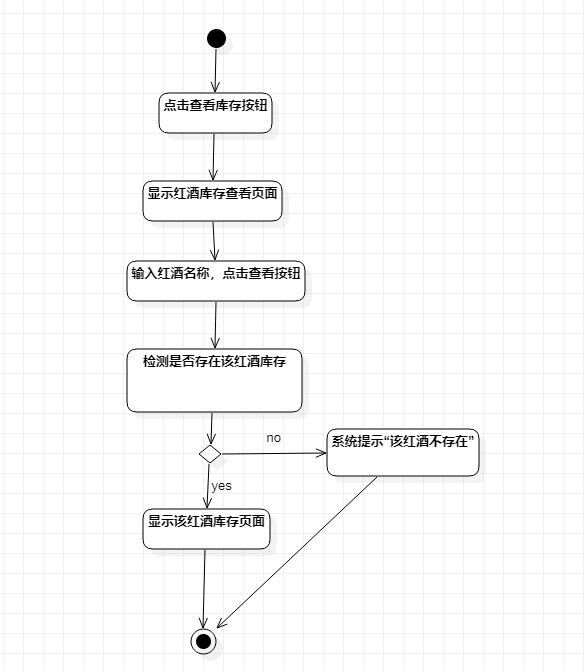 点击查看库存按钮
显示红酒库存查看页面
输入红酒名称，点击查看按钮
检测是否存在该红酒库存
no
系统提示“该红酒不存在”
yes
显示该红酒库存页面